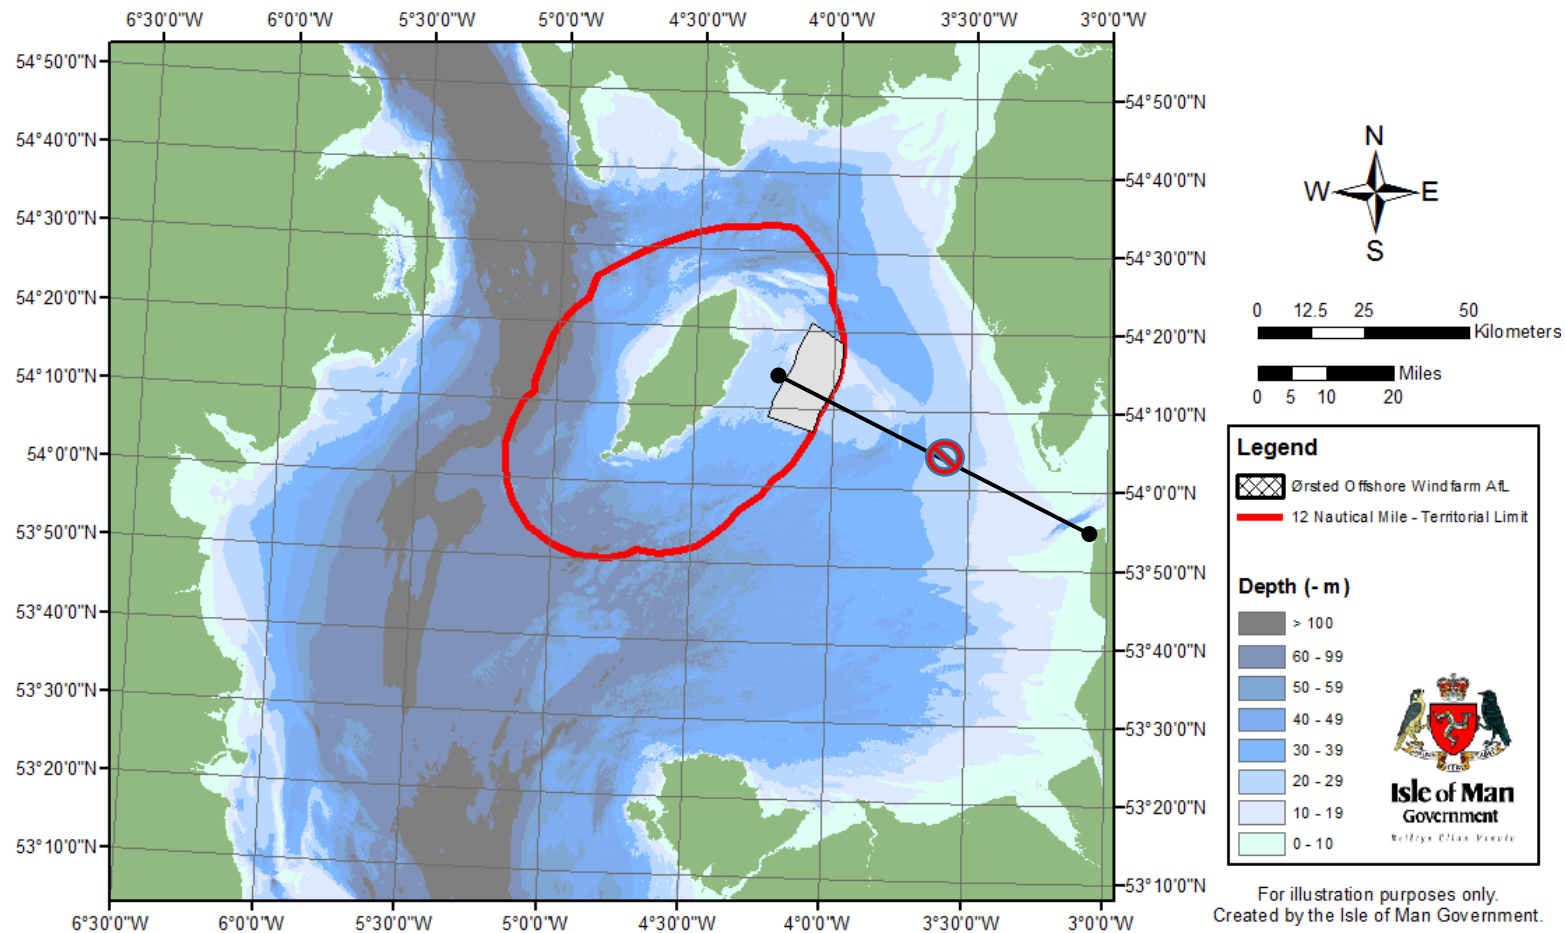 6°30'0"W 6°0'0"W 5°30'0"W 5°0'0"W 4°30'0"W 4°0'0"W 3°30'0"W 3°0'0"W
54°50'0"N
54°40'0"N
54°30'0"N
54°20'0"N
54°10'0"N
54°0'0"N
53°50'0"N
53°40'0"N
53°30'0"N
53°20'0"N
53°10'0"N
54°50'0"N
54°40'0"N
54°30'0"N
54°20'0"N
54°10'0"N
54°0'0"N
53°50'0"N
53°40'0"N
53°30'0"N
53°20'0"N
53°10'0"N
6°30'0"W 6°0'0"W 5°30'0"W 5°0'0"W 4°30'0"W 4°0'0"W 3°30'0"W 3°0'0"W
N
W E
S
0 12.5 25 50
Kilometers
Miles
0 5 10 20
Legend
Ørsted Offshore Windfarm AfL
12 Nautical Mile - Territorial Limit
Depth (- m)
> 100
60 - 99
50 - 59
40 - 49
30 - 39
20 - 29
10 - 19
0 - 10
Isle of Man
Government
Reiltys Ellan Vannin
For illustration purposes only.
Created by the Isle of Man Government.